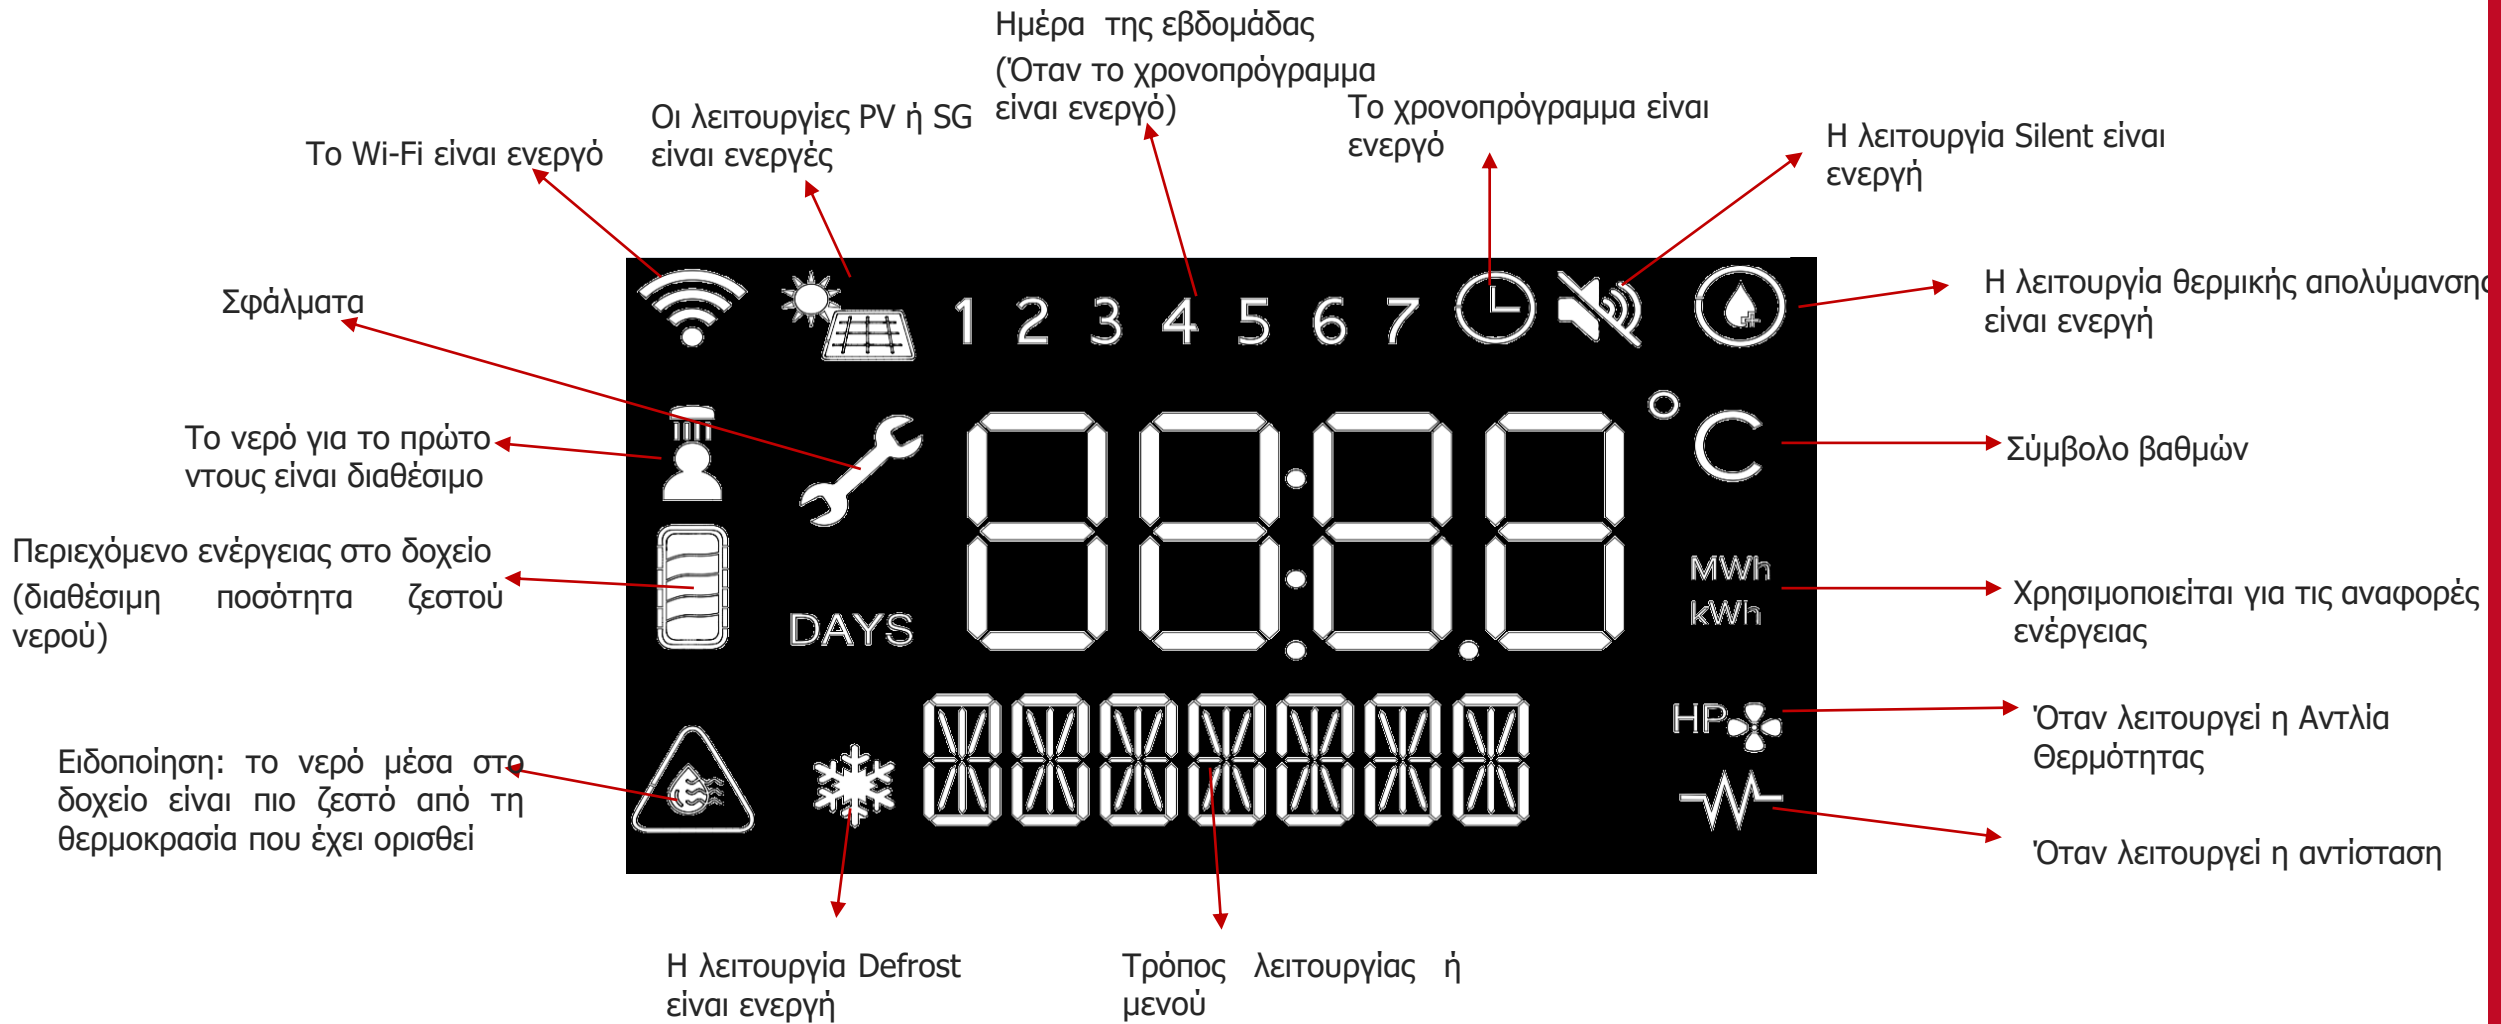 Ημέρα της εβδομάδας
(Όταν το χρονοπρόγραμμα
είναι ενεργό)
Οι λειτουργίες PV ή SG
είναι ενεργές
Το χρονοπρόγραμμα είναι
ενεργό
Το Wi-Fi είναι ενεργό
Η λειτουργία Silent είναι
ενεργή
Σφάλματα
1 2 3 4 5 6 7
Η λειτουργία θερμικής απολύμανσης
είναι ενεργή
Το νερό για το πρώτο
ντους είναι διαθέσιμο
88:8.8
°C
Σύμβολο βαθμών
Περιεχόμενο ενέργειας στο δοχείο
(διαθέσιμη ποσότητα ζεστού
νερού)
DAYS
MWh
kWh
Χρησιμοποιείται για τις αναφορές
ενέργειας
HP
Όταν λειτουργεί η Αντλία
Θερμότητας
Ειδοποίηση: το νερό μέσα στο
δοχείο είναι πιο ζεστό από τη
θερμοκρασία που έχει ορισθεί
Όταν λειτουργεί η αντίσταση
Η λειτουργία Defrost
είναι ενεργή
Τρόπος λειτουργίας ή
μενού